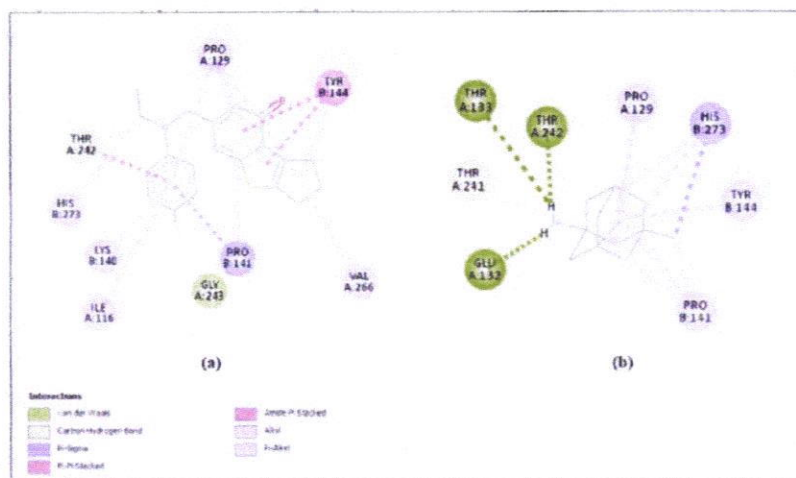 PRO
A:129
TYR
B:144
THR
A:242
HIS
B:273
LYS
B:140
ILE
A:116
PRO
B:141
GLY
A:243
VAL
A:266
(a)
THR
A:133
THR
A:242
PRO
A:129
HIS
B:273
THR
A:241
H
H
TYR
B:144
GLU
A:132
PRO
B:141
(b)
Interactions
van der Waals
Carbon Hydrogen Bond
Pi-Sigma
Pi-Pi Stacked
Amide-Pi Stacked
Alkyl
Pi-Alkyl